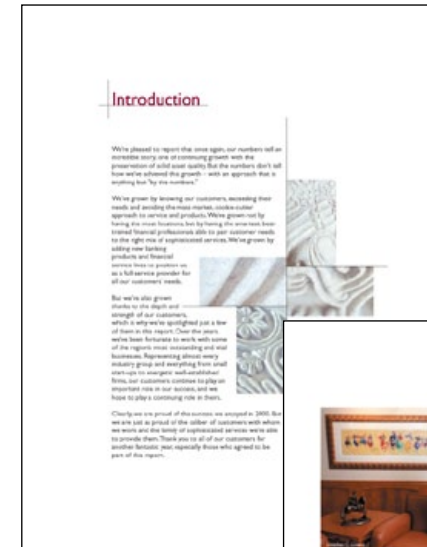 Introduction
We're pleased to report that once again, our numbers tell an
incredible story, one of continuing growth with the
preservation of solid asset quality. But the numbers don't tell
how we've achieved this growth – with an approach that is
anything but "by the numbers."
We've grown by knowing our customers, exceeding their
needs and avoiding the mass market, cookie-cutter
approach to service and products. We've grown not by
having the most locations, but by having the smartest, best-
trained financial professionals able to pair customer needs
to the right mix of sophisticated services. We've grown by
adding new banking
products and financial
service lines to position us
as a full-service provider for
all our customers' needs.
But we've also grown
thanks to the depth and
strength of our customers,
which is why we've spotlighted just a few
of them in this report. Over the years
we've been fortunate to work with some
of the region's most outstanding and vital
businesses. Representing almost every
industry group and everything from small
start-ups to energetic well-established
firms, our customers continue to play an
important role in our success, and we
hope to play a continuing role in theirs.
Clearly, we are proud of the success we enjoyed in 2000. But
we are just as proud of the caliber of customers with whom
we work and the family of sophisticated services we're able
to provide them. Thank you to all of our customers for
another fantastic year, especially those who agreed to be
part of this report.